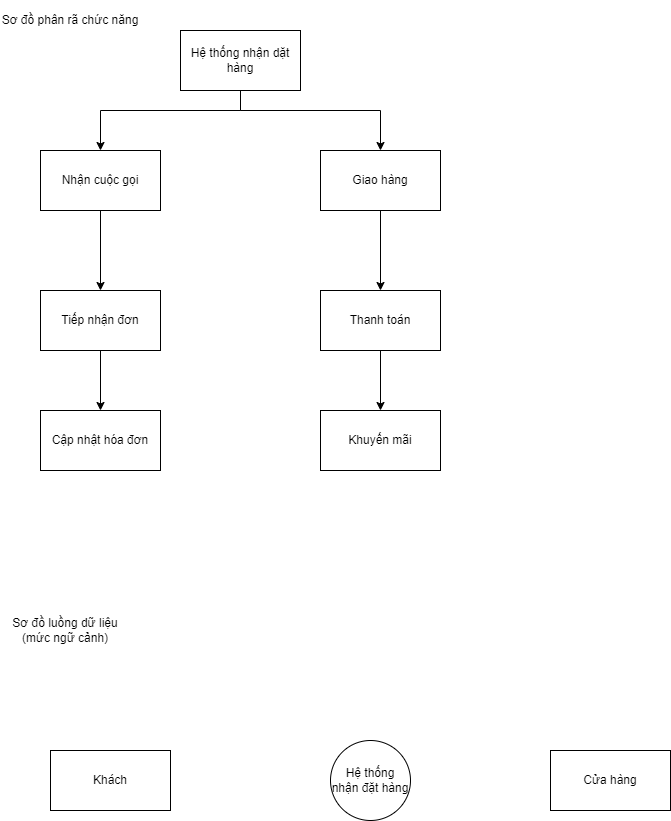 Sơ đồ phân rã chức năng
Hệ thống nhận dặt
hàng
Nhận cuộc gọi
Giao hàng
Tiếp nhận đơn
Thanh toán
Cập nhật hóa đơn
Khuyến mãi
Sơ đồ luồng dữ liệu
(mức ngữ cảnh)
Khách
Hệ thống
nhận đặt hàng
Cửa hàng